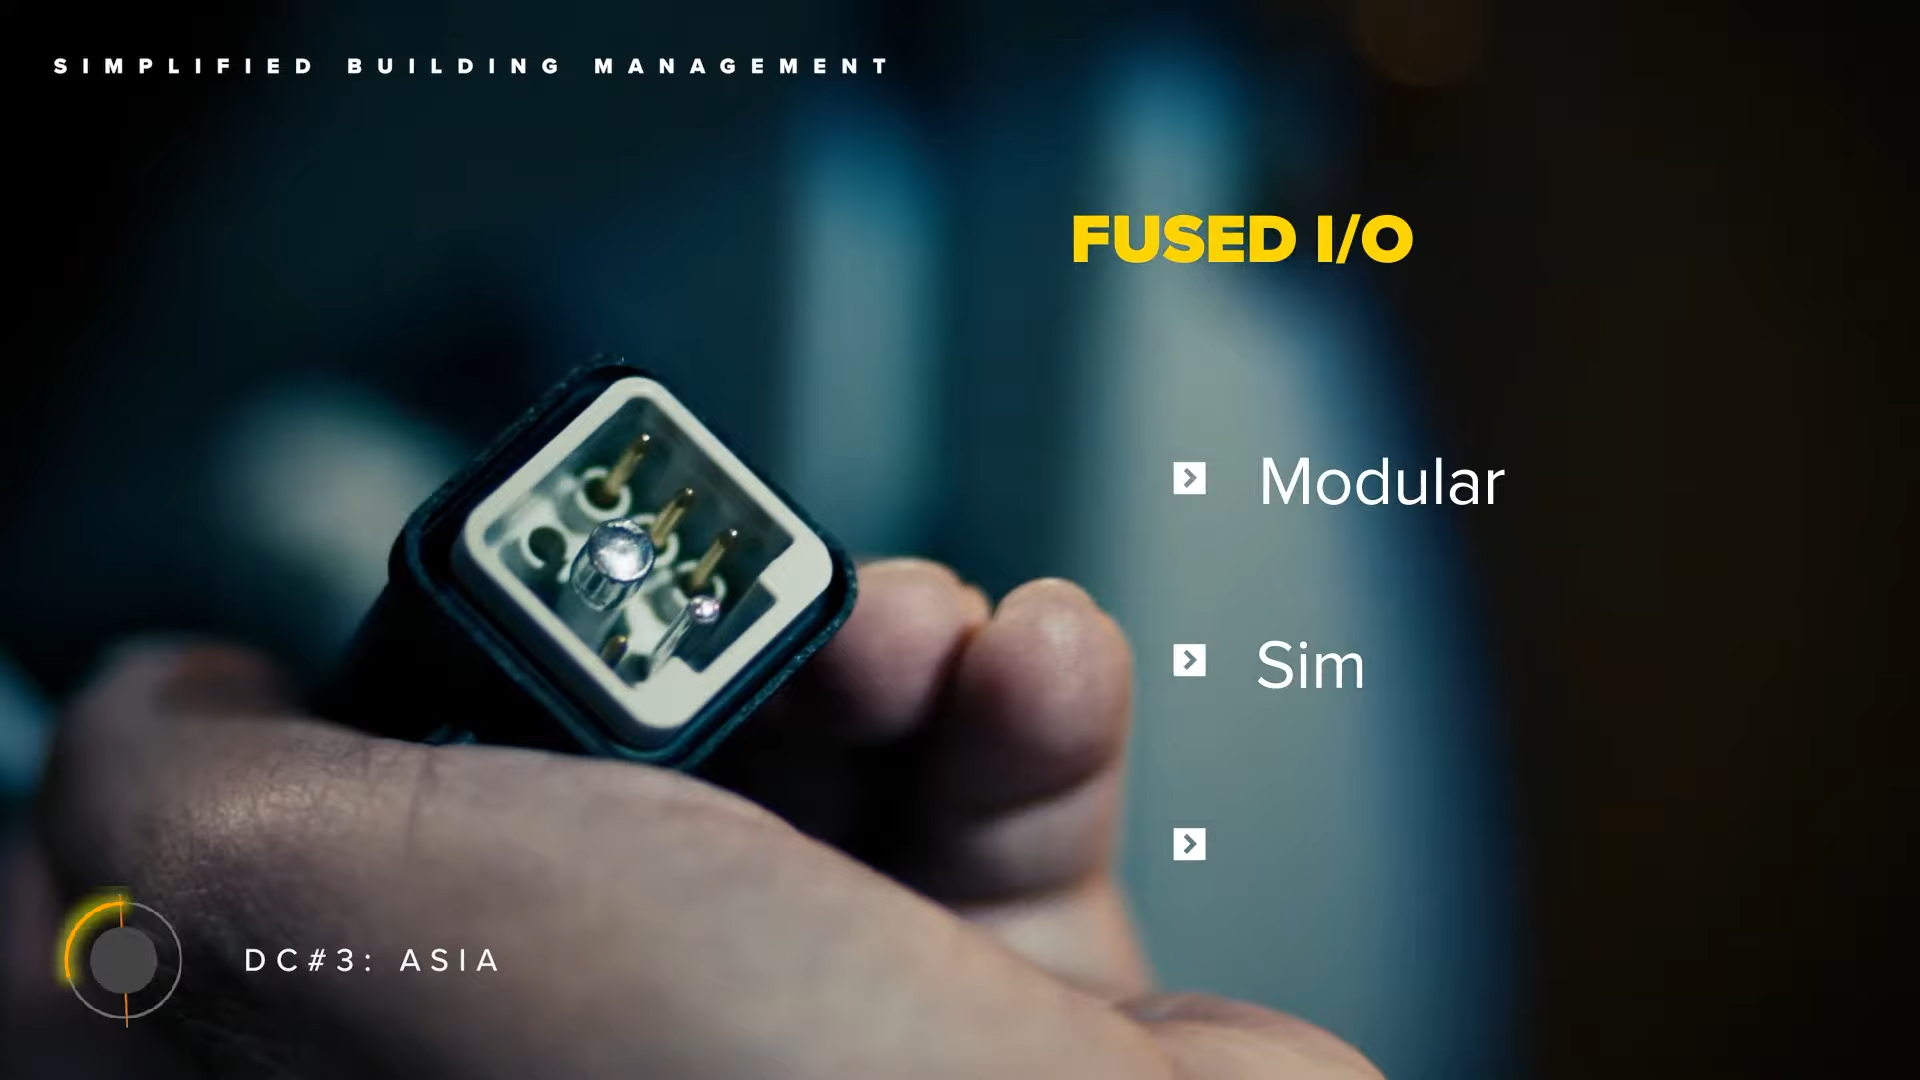 SIMPLIFIED BUILDING MANAGEMENT
FUSED I/O
Modular
Sim
DC#3: ASIA